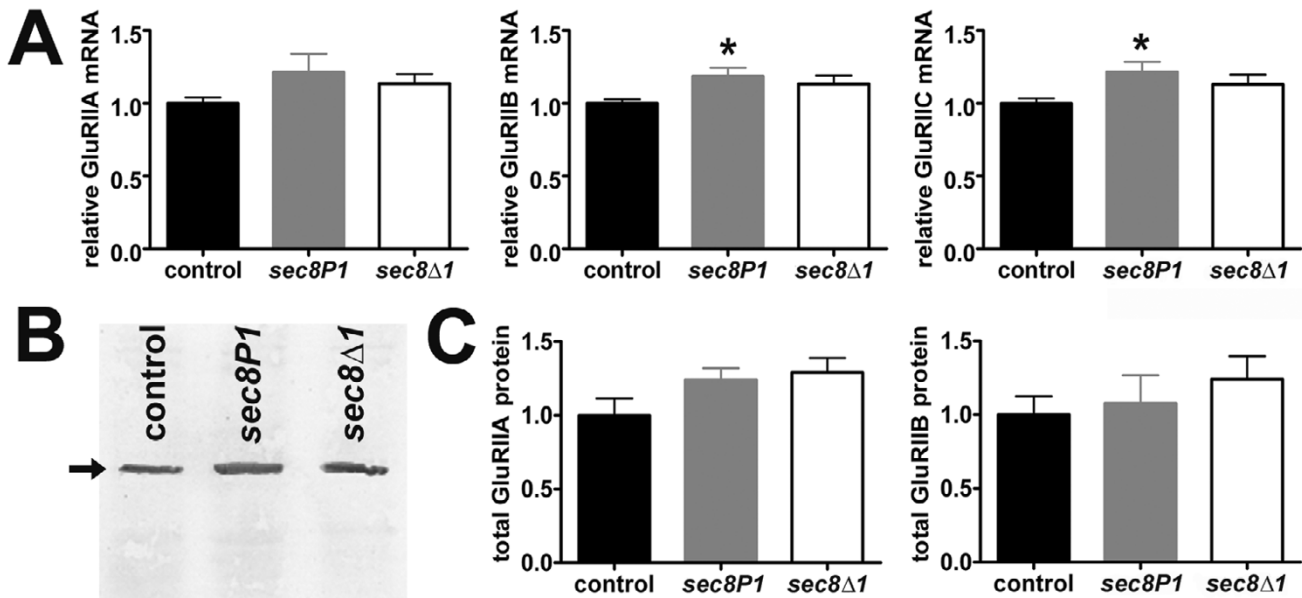 A
relative GluRIIA mRNA
1.5
1.0
0.5
0.0
control
sec8P1
sec8Δ1
relative GluRIIB mRNA
1.5
1.0
0.5
0.0
*
control
sec8P1
sec8Δ1
relative GluRIIC mRNA
1.5
1.0
0.5
0.0
*
control
sec8P1
sec8Δ1
B
control
sec8P1
sec8Δ1
C
total GluRIIA protein
1.5
1.0
0.5
0.0
control
sec8P1
sec8Δ1
total GluRIIB protein
1.5
1.0
0.5
0.0
control
sec8P1
sec8Δ1